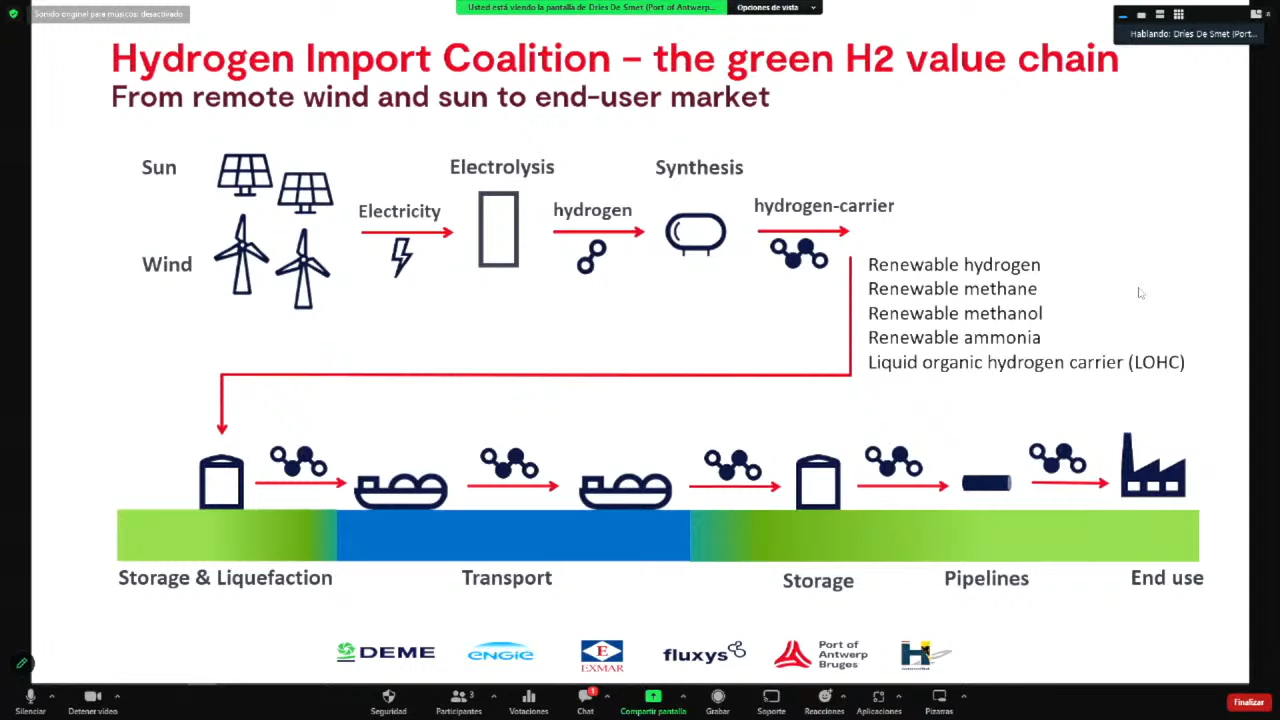 Sonido original para músicos: desactivado
Usted está viendo la pantalla de Dries De Smet (Port of Antwerp...
Opciones de vista
Hablando: Dries De Smet (Port...
Hydrogen Import Coalition – the green H2 value chain
From remote wind and sun to end-user market
Sun
Electrolysis
Synthesis
Electricity
hydrogen
hydrogen-carrier
Wind
Renewable hydrogen
Renewable methane
Renewable methanol
Renewable ammonia
Liquid organic hydrogen carrier (LOHC)
Storage & Liquefaction
Transport
Storage
Pipelines
End use
DEME
ENGIE
E
EXMAR
fluxys
Port of
Antwerp
Bruges
Silenciar
Detener video
Seguridad
Participantes
3
Votaciones
Chat
1
Compartir pantalla
Grabar
Soporte
Reacciones
Aplicaciones
Pizarras
Finalizar